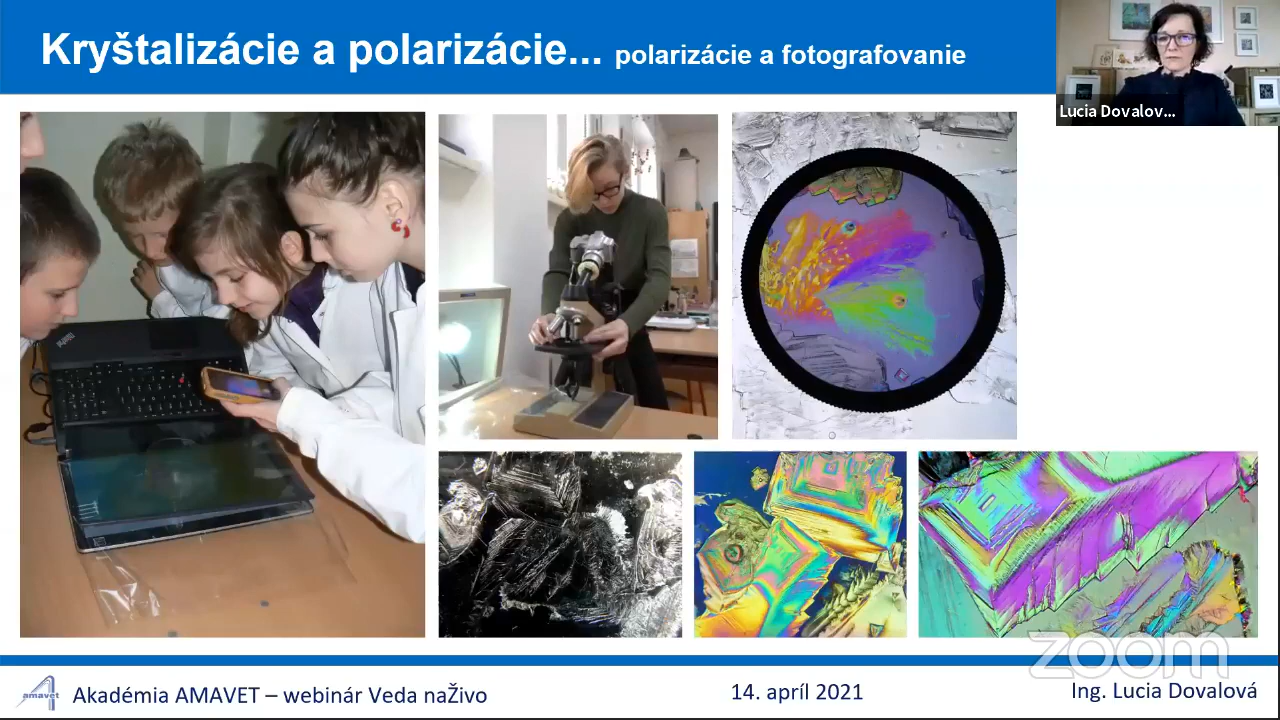 Kryštalizácie a polarizácie... polarizácie a fotografovanie
Lucia Dovalov...
zoom
amavet
Akadémia AMAVET – webinár Veda naŽivo
14. apríl 2021
Ing. Lucia Dovalová